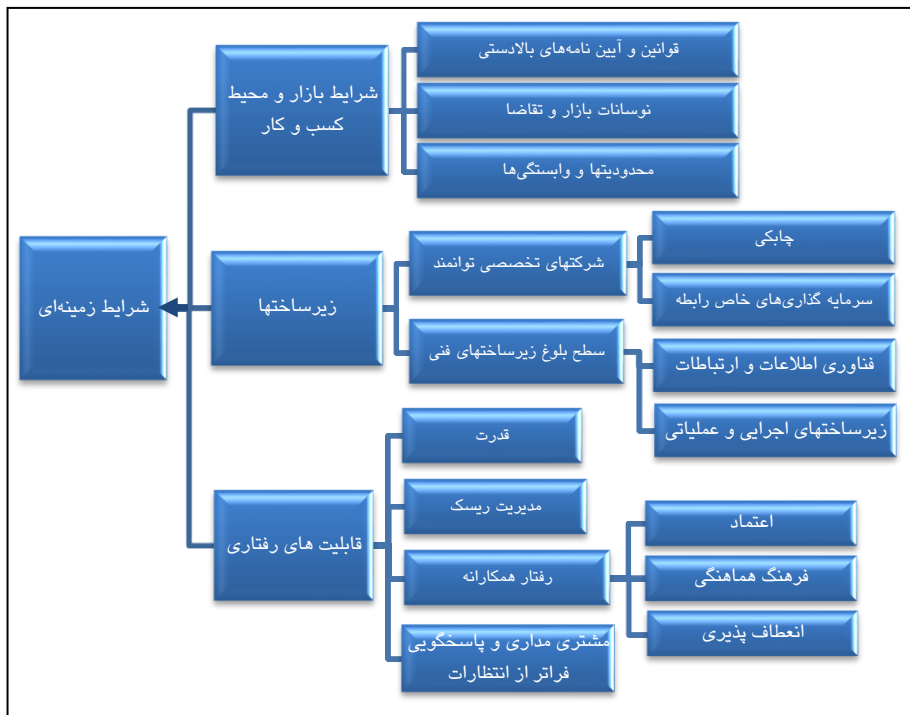 شرایط زمینه‌ای
شرایط بازار و محیط
کسب و کار
قوانین و آیین نامه‌های بالادستی
نوسانات بازار و تقاضا
محدودیتها و وابستگی‌ها
زیرساختها
شرکتهای تخصصی توانمند
چابکی
سرمایه گذاری‌های خاص رابطه
سطح بلوغ زیرساختهای فنی
فناوری اطلاعات و ارتباطات
زیرساختهای اجرایی و عملیاتی
قابلیت های رفتاری
قدرت
مدیریت ریسک
رفتار همکارانه
اعتماد
فرهنگ هماهنگی
انعطاف پذیری
مشتری مداری و پاسخگویی
فراتر از انتظارات